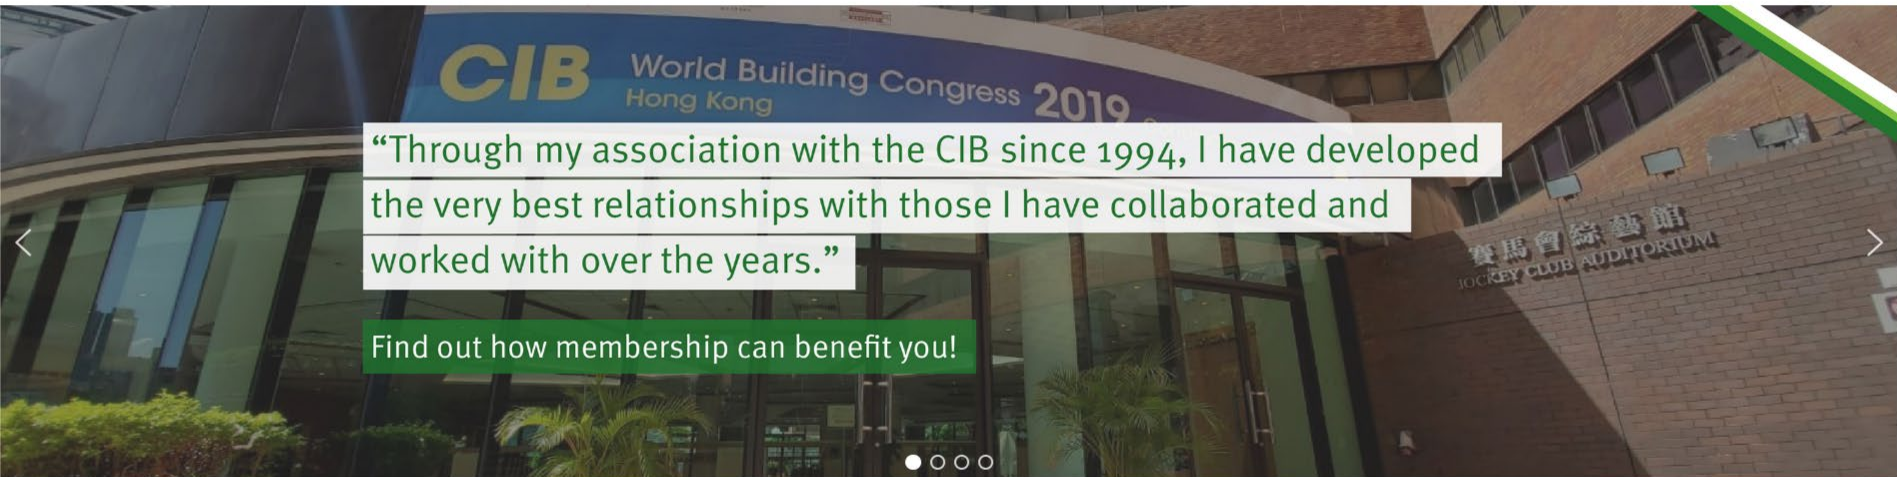 CIB World Building Congress 2019
Hong Kong
“Through my association with the CIB since 1994, I have developed
the very best relationships with those I have collaborated and
worked with over the years.”
賽馬會綜藝館
JOCKEY CLUB AUDITORIUM
Find out how membership can benefit you!